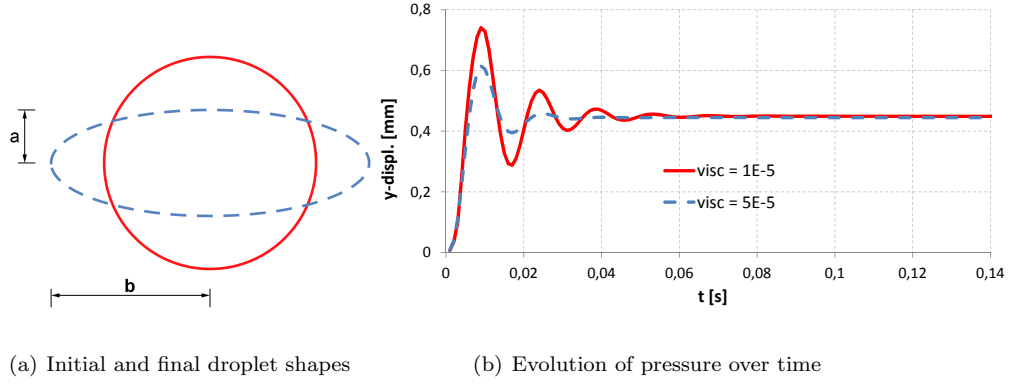 a
b
y-displ. [mm]
0,8
0,6
0,4
0,2
0
visc = 1E-5
visc = 5E-5
0
0,02
0,04
0,06
0,08
0,1
0,12
0,14
t [s]
(a) Initial and final droplet shapes
(b) Evolution of pressure over time